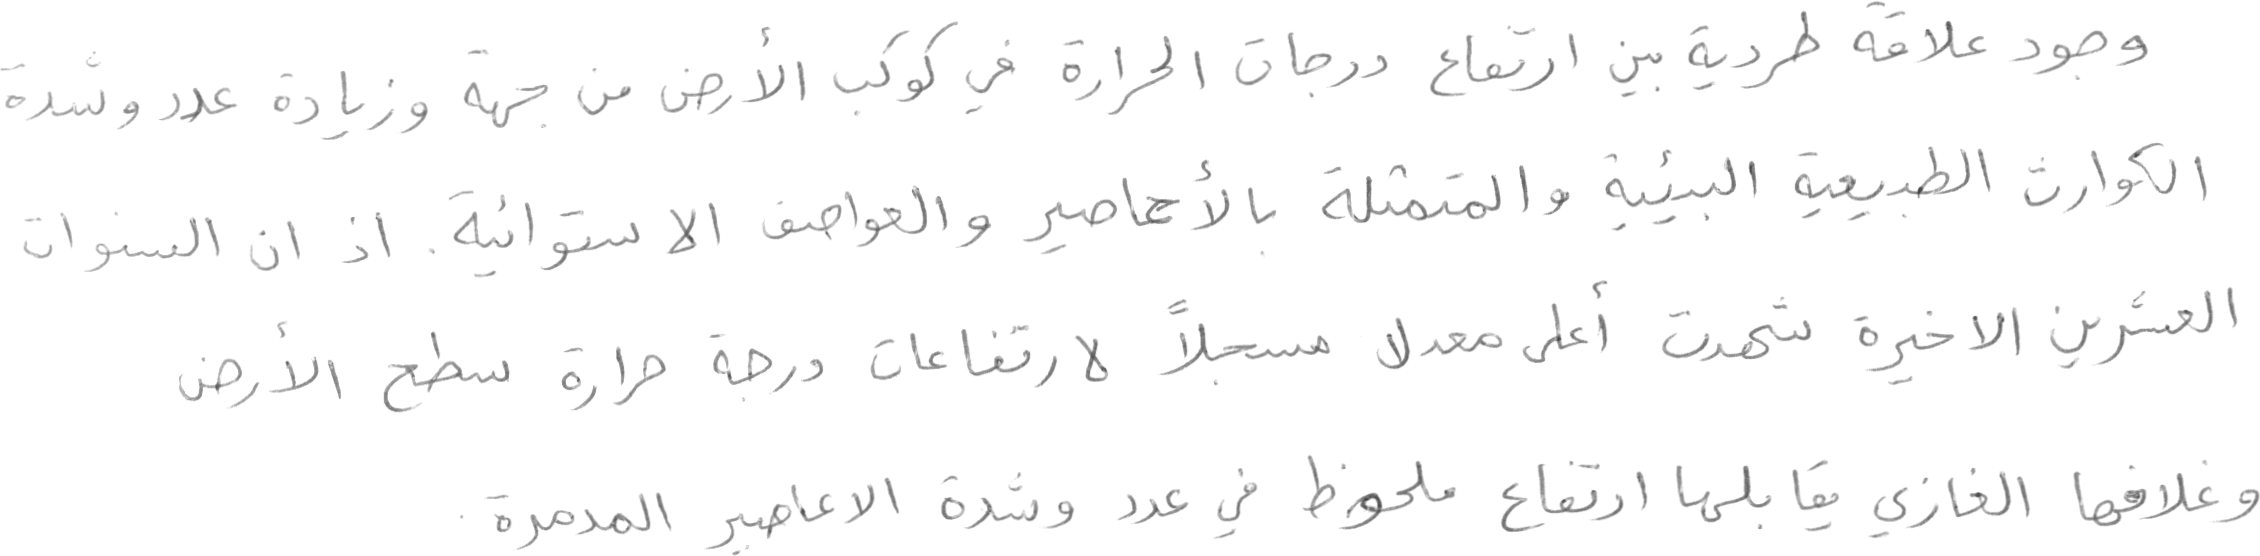 وجود علاقة طردية بين ارتفاع درجات الحرارة في كوكب الأرض من جهة وزيادة عدد وشدة
الكوارث الطبيعية البيئية والمتمثلة بالأعاصير والعواصف الاستوائية. اذ ان السنوات
العشرين الاخيرة شهدت أعلى معدل مسجلاً لارتفاعات درجة حرارة سطح الأرض
وغلافها الغازي يقابلها ارتفاع ملحوظ في عدد وشدة الاعاصير المدمرة.